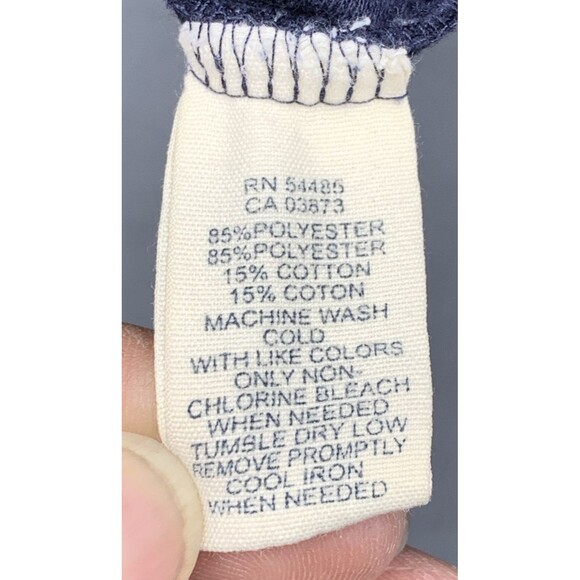 RN 54485
CA 03873
85%POLYESTER
85%POLYESTER
15% COTTON
15% COTON
MACHINE WASH
COLD
WITH LIKE COLORS
ONLY NON-
CHLORINE BLEACH
WHEN NEEDED
TUMBLE DRY LOW
REMOVE PROMPTLY
COOL IRON
WHEN NEEDED